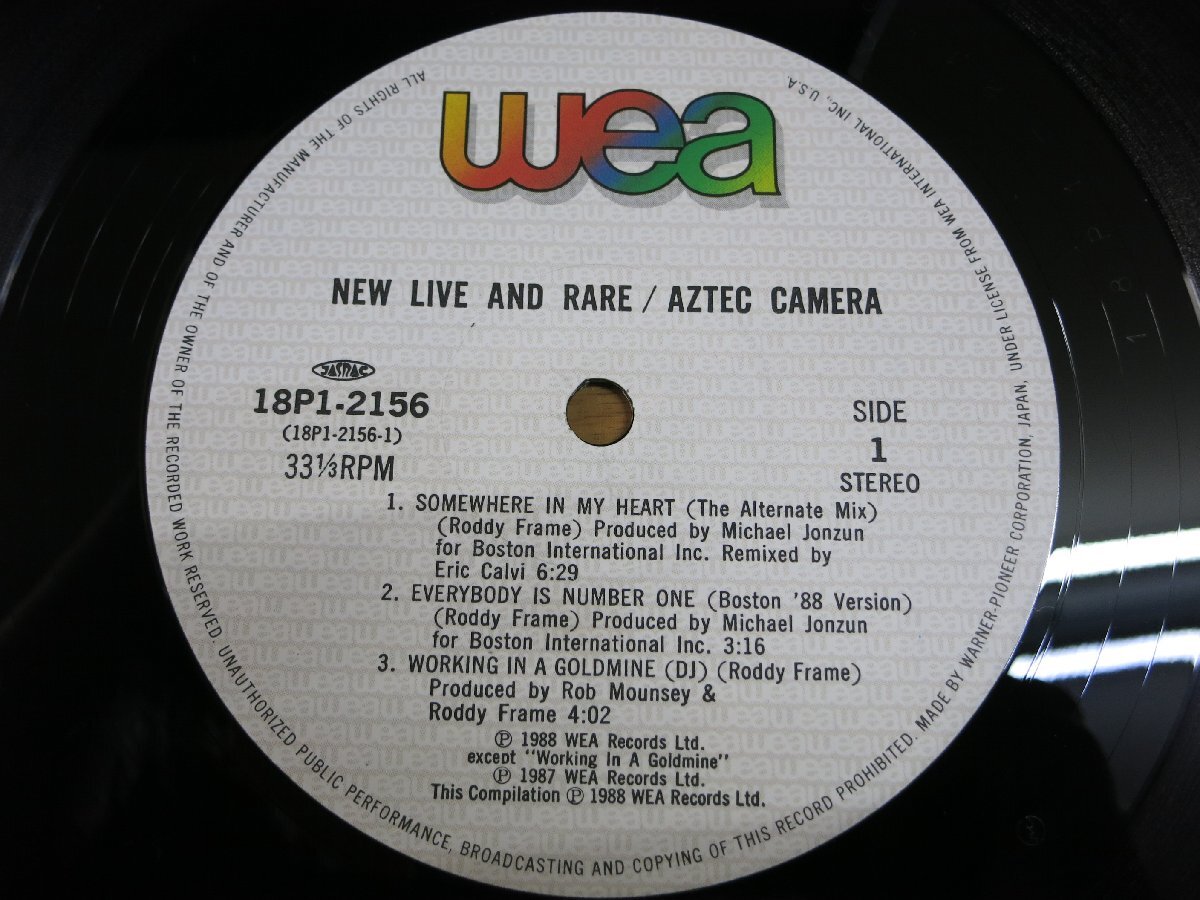 wea
NEW LIVE AND RARE / AZTEC CAMERA
JASRAC
18P1-2156
(18P1-2156-1)
33⅓RPM
SIDE
1
STEREO
1. SOMEWHERE IN MY HEART (The Alternate Mix)
(Roddy Frame) Produced by Michael Jonzun
for Boston International Inc. Remixed by
Eric Calvi 6:29
2. EVERYBODY IS NUMBER ONE (Boston '88 Version)
(Roddy Frame) Produced by Michael Jonzun
for Boston International Inc. 3:16
3. WORKING IN A GOLDMINE (DJ) (Roddy Frame)
Produced by Rob Mounsey &
Roddy Frame 4:02
℗ 1988 WEA Records Ltd.
except "Working In A Goldmine"
℗ 1987 WEA Records Ltd.
This Compilation ℗ 1988 WEA Records Ltd.
ALL RIGHTS OF THE MANUFACTURER AND OF THE OWNER OF THE RECORDED WORK RESERVED. UNAUTHORIZED PUBLIC PERFORMANCE, BROADCASTING AND COPYING OF THIS RECORD PROHIBITED. MADE BY WARNER-PIONEER CORPORATION, JAPAN, UNDER LICENSE FROM WEA INTERNATIONAL INC., U.S.A.